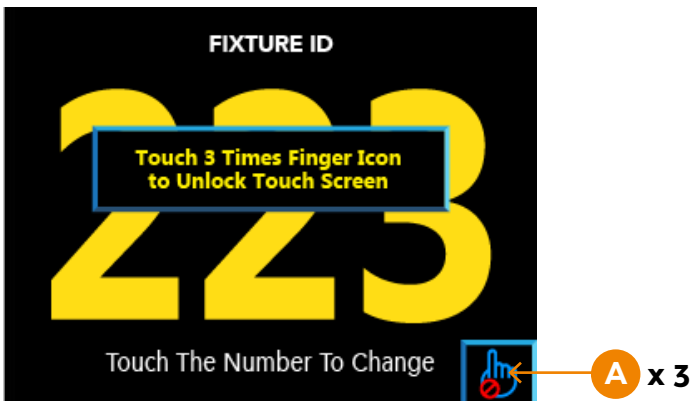 FIXTURE ID
223
Touch 3 Times Finger Icon
to Unlock Touch Screen
Touch The Number To Change
A x 3